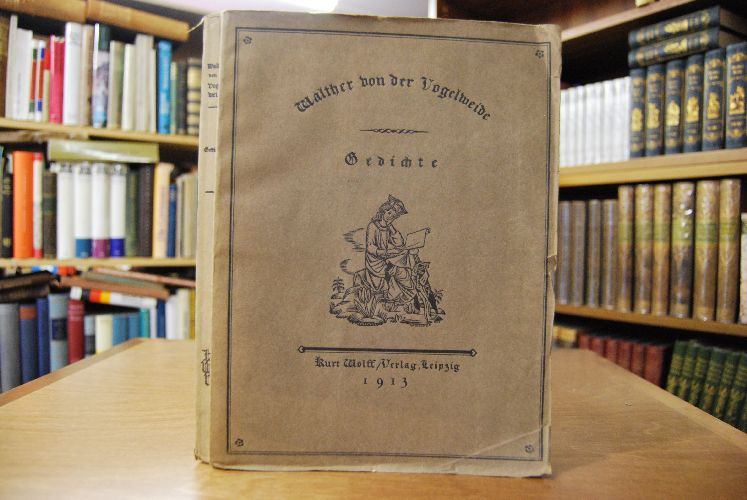 Walther von der Vogelweide
Gedichte
Kurt Wolff/Verlag, Leipzig
1913